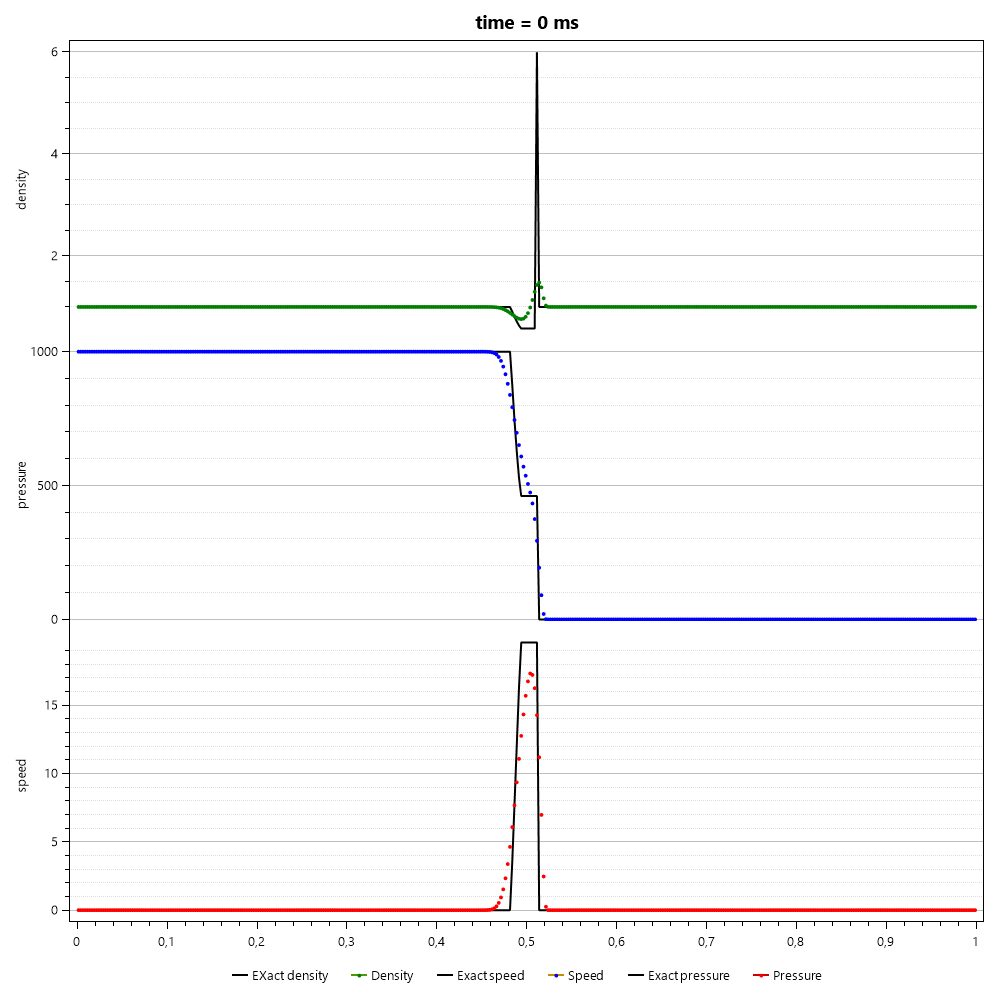 time = 0 ms
6
4
2
density
1000
500
0
pressure
15
10
5
0
speed
0 0,1 0,2 0,3 0,4 0,5 0,6 0,7 0,8 0,9 1
EXact density Density Exact speed Speed Exact pressure Pressure